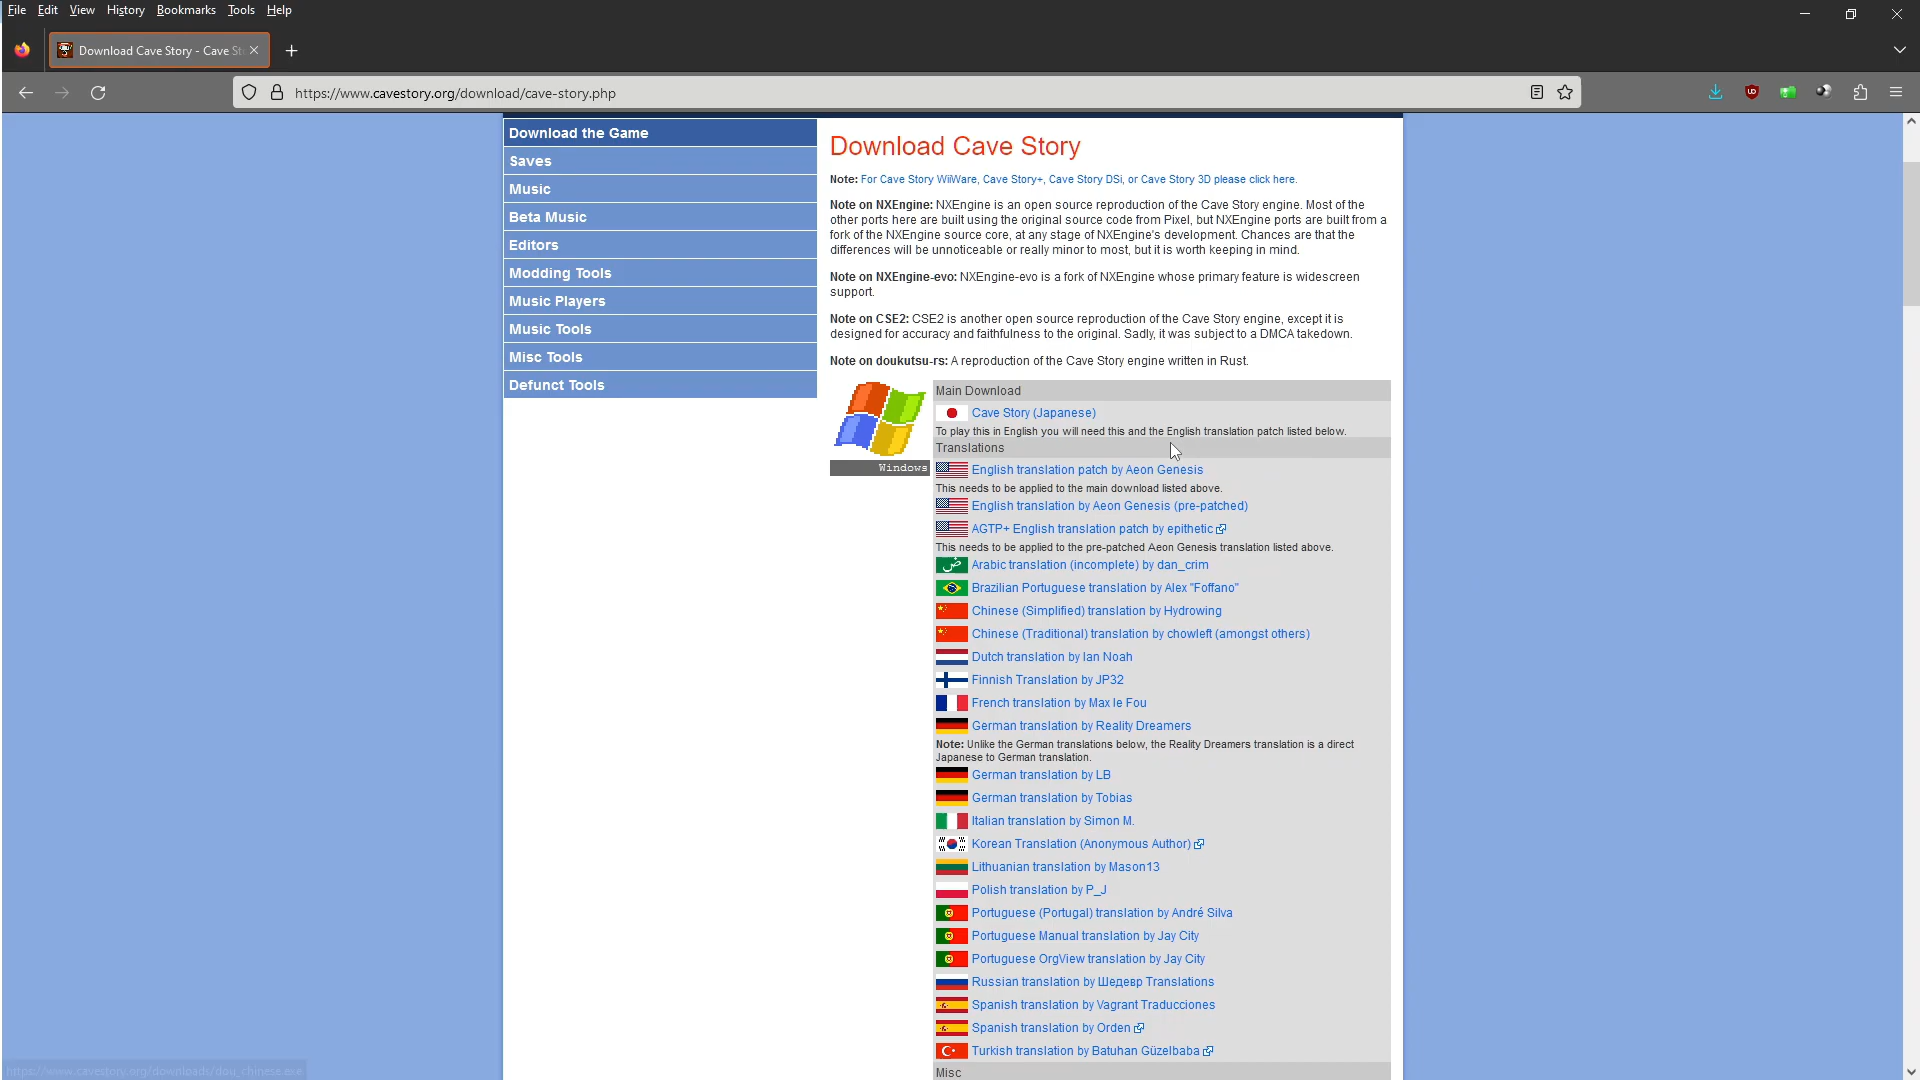 File Edit View History Bookmarks Tools Help
Download Cave Story - Cave St
https://www.cavestory.org/download/cave-story.php
Download the Game
Saves
Music
Beta Music
Editors
Modding Tools
Music Players
Music Tools
Misc Tools
Defunct Tools
Download Cave Story
Note: For Cave Story WiiWare, Cave Story+, Cave Story DSi, or Cave Story 3D please click here.
Note on NXEngine: NXEngine is an open source reproduction of the Cave Story engine. Most of the
other ports here are built using the original source code from Pixel, but NXEngine ports are built from a
fork of the NXEngine source core, at any stage of NXEngine's development. Chances are that the
differences will be unnoticeable or really minor to most, but it is worth keeping in mind.
Note on NXEngine-evo: NXEngine-evo is a fork of NXEngine whose primary feature is widescreen
support.
Note on CSE2: CSE2 is another open source reproduction of the Cave Story engine, except it is
designed for accuracy and faithfulness to the original. Sadly, it was subject to a DMCA takedown.
Note on doukutsu-rs: A reproduction of the Cave Story engine written in Rust.
Windows
Main Download
Cave Story (Japanese)
To play this in English you will need this and the English translation patch listed below.
Translations
English translation patch by Aeon Genesis
This needs to be applied to the main download listed above.
English translation by Aeon Genesis (pre-patched)
AGTP+ English translation patch by epithetic
This needs to be applied to the pre-patched Aeon Genesis translation listed above.
ض
Arabic translation (incomplete) by dan_crim
Brazilian Portuguese translation by Alex "Foffano"
Chinese (Simplified) translation by Hydrowing
Chinese (Traditional) translation by chowleft (amongst others)
Dutch translation by Ian Noah
Finnish Translation by JP32
French translation by Max le Fou
German translation by Reality Dreamers
Note: Unlike the German translations below, the Reality Dreamers translation is a direct
Japanese to German translation.
German translation by LB
German translation by Tobias
Italian translation by Simon M.
Korean Translation (Anonymous Author)
Lithuanian translation by Mason13
Polish translation by P_J
Portuguese (Portugal) translation by André Silva
Portuguese Manual translation by Jay City
Portuguese OrgView translation by Jay City
Russian translation by Шедевр Translations
Spanish translation by Vagrant Traducciones
Spanish translation by Orden
Turkish translation by Batuhan Güzelbaba
Misc
https://www.cavestory.org/downloads/dou_chinese.exe